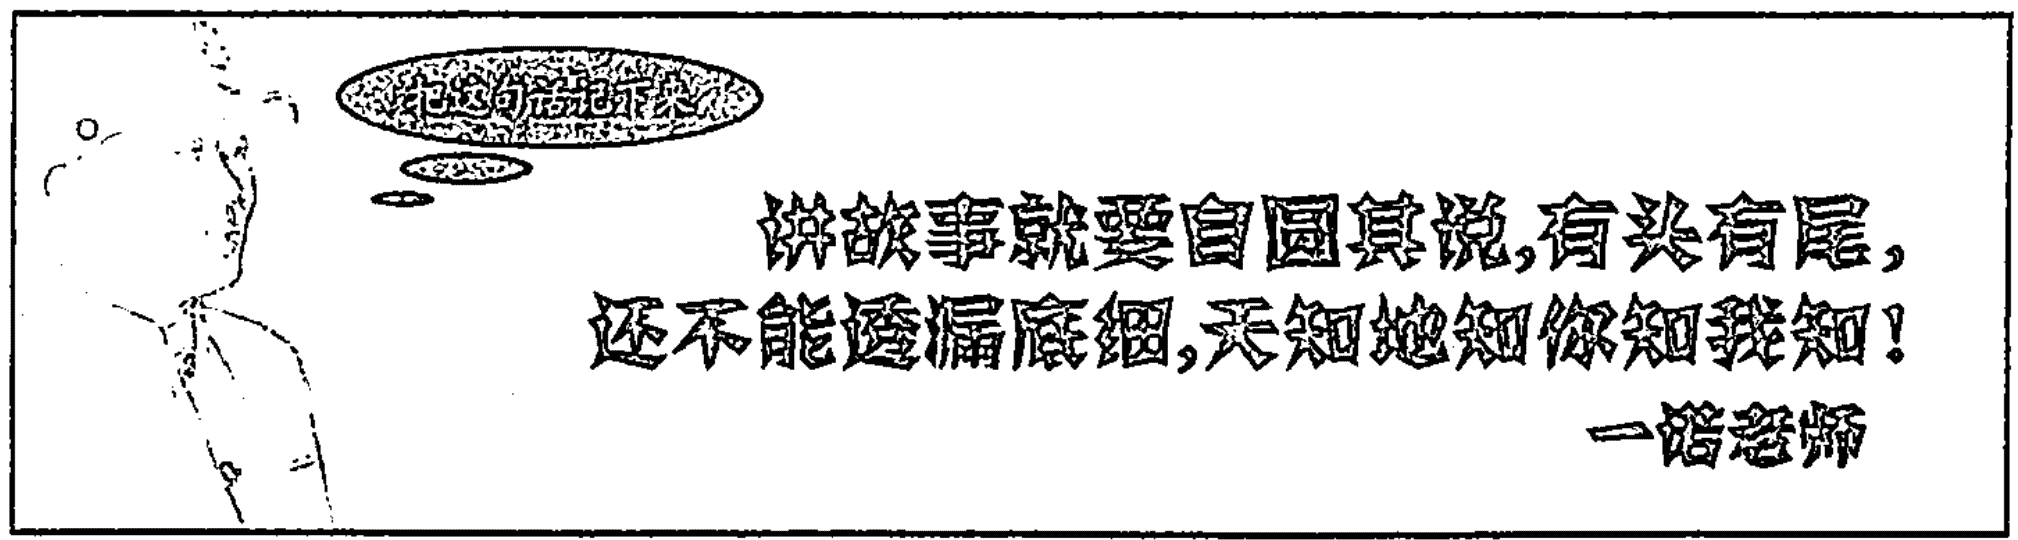 把这句话记下来
讲故事就要自圆其说,有头有尾,
还不能透漏底细,天知地知你知我知!
一诺老师